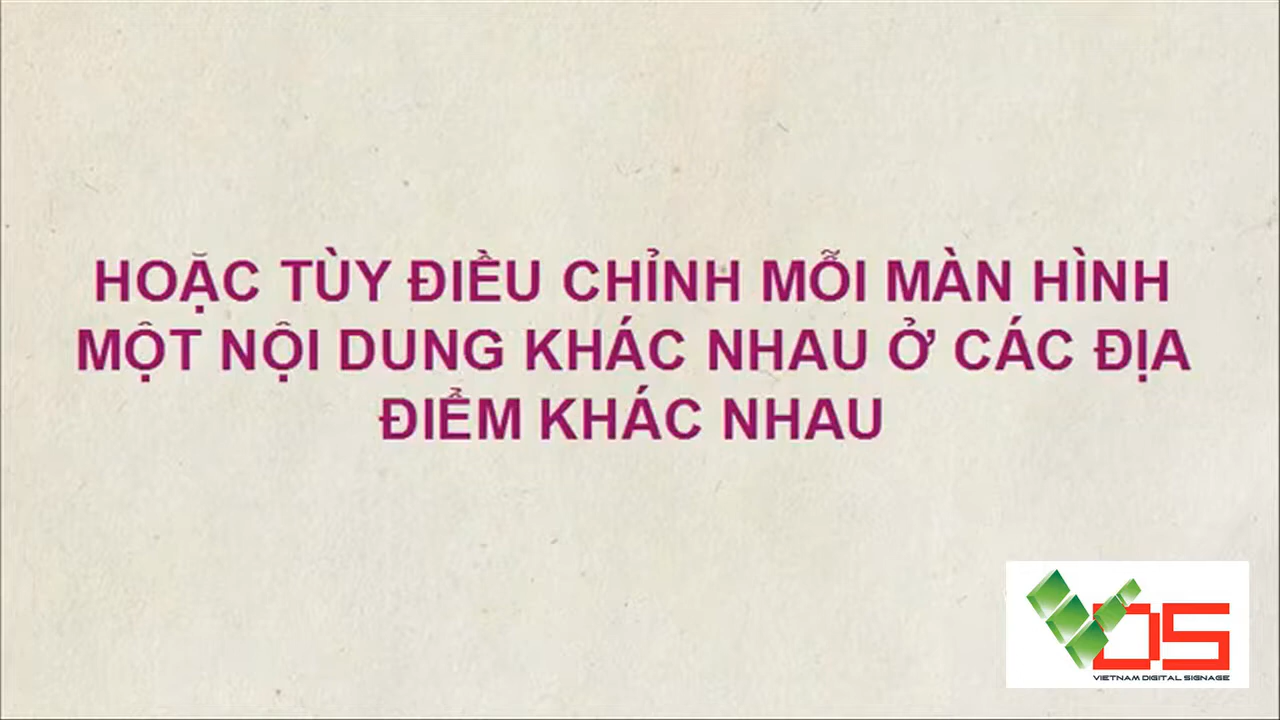 HOẶC TÙY ĐIỀU CHỈNH MỖI MÀN HÌNH
MỘT NỘI DUNG KHÁC NHAU Ở CÁC ĐỊA
ĐIỂM KHÁC NHAU
VDS
VIETNAM DIGITAL SIGNAGE